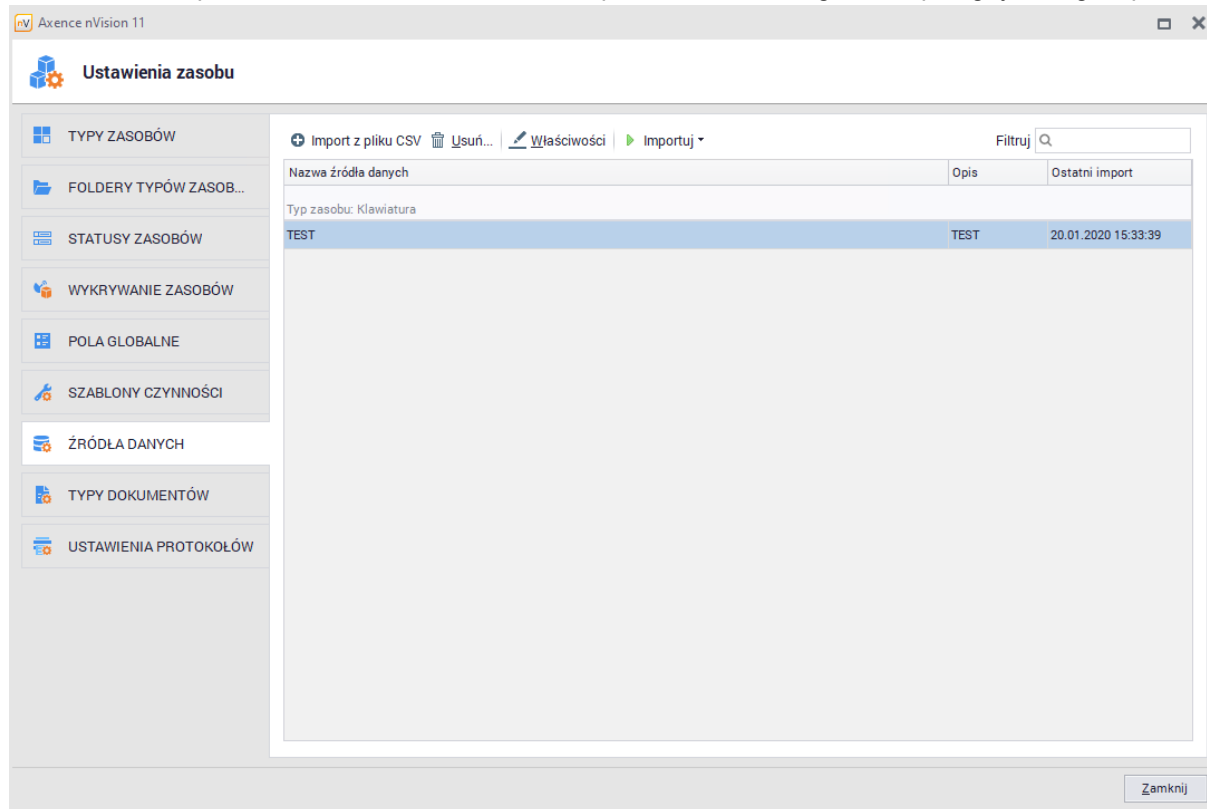 nV Axence nVision 11
Ustawienia zasobu
TYPY ZASOBÓW
FOLDERY TYPÓW ZASOB...
STATUSY ZASOBÓW
WYKRYWANIE ZASOBÓW
POLA GLOBALNE
SZABLONY CZYNNOŚCI
ŹRÓDŁA DANYCH
TYPY DOKUMENTÓW
USTAWIENIA PROTOKOŁÓW
Import z pliku CSV Usuń... Właściwości Importuj Filtruj
Nazwa źródła danych Opis Ostatni import
Typ zasobu: Klawiatura
TEST TEST 20.01.2020 15:33:39
Zamknij